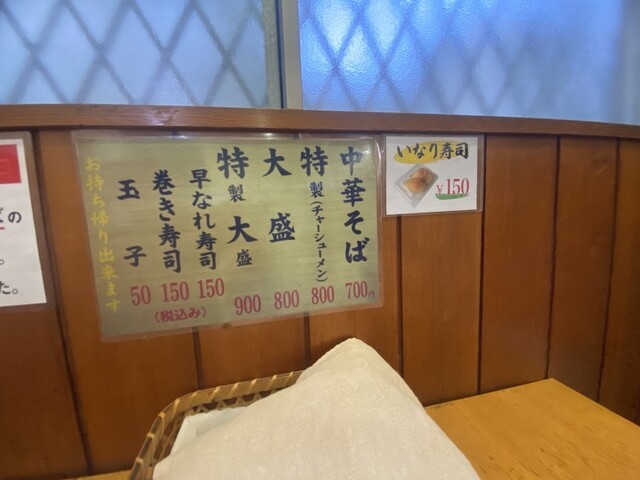 中華そば 700円
特製(チャーシューメン) 800
大盛 800
特製大盛 900
早なれ寿司 150
巻き寿司 150
玉子 50
(税込み)
お持ち帰り出来ます
いなり寿司
¥150
の
。
た。